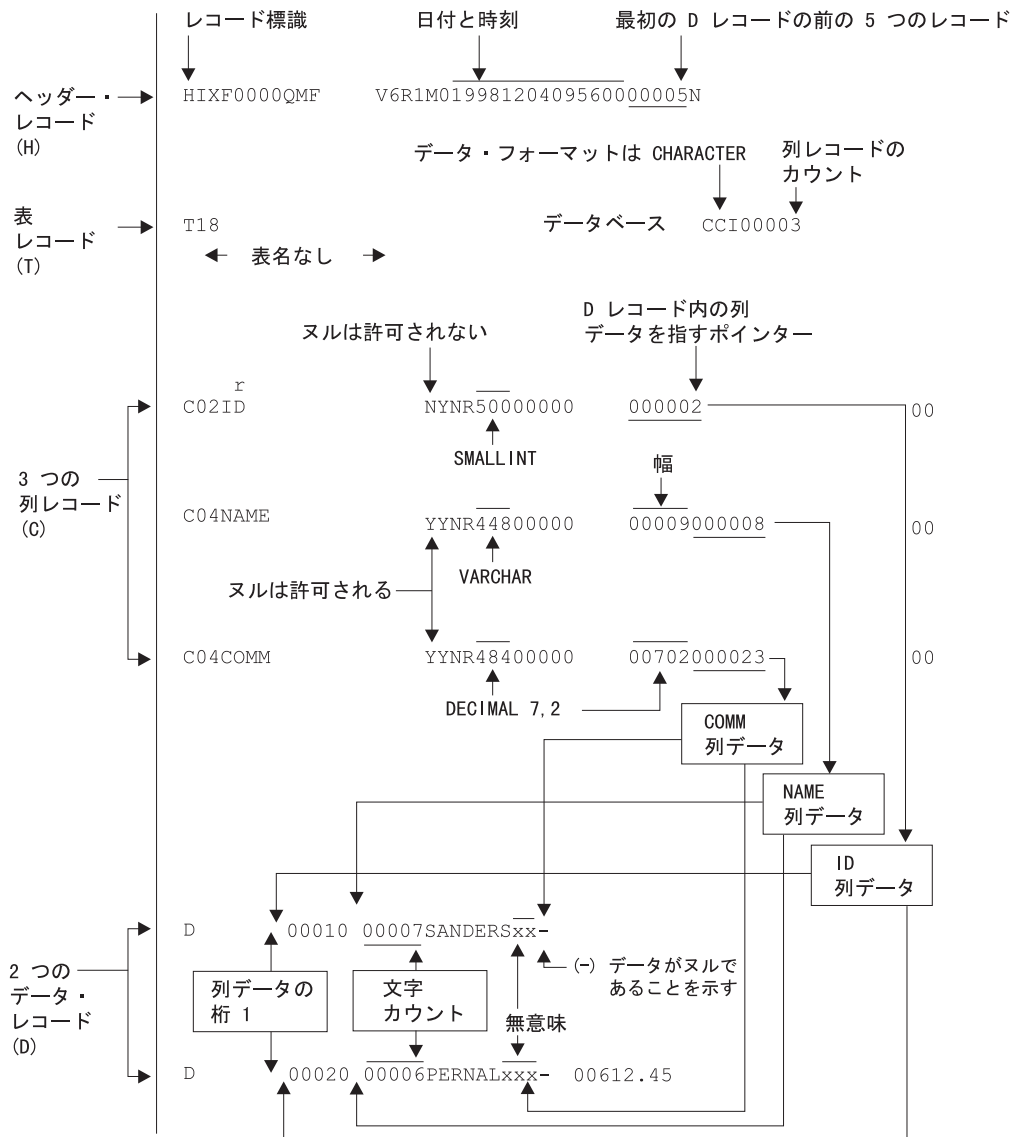 レコード標識 日付と時刻 最初の D レコードの前の 5 つのレコード
ヘッダー・
レコード
(H)
HIXF0000QMF V6R1M01998120409560000005N
データ・フォーマットは CHARACTER
列レコードの
カウント
表
レコード
(T)
T18 データベース CCI00003
表名なし
ヌルは許可されない
D レコード内の列
データを指すポインター
r
C02ID NYNR50000000 000002 00
SMALLINT
3 つの
列レコード
(C)
幅
C04NAME YYNR44800000 00009000008 00
VARCHAR
ヌルは許可される
C04COMM YYNR48400000 00702000023 00
DECIMAL 7,2
COMM
列データ
NAME
列データ
ID
列データ
D 00010 00007SANDERSxx-
(-) データがヌルで
あることを示す
2 つの
データ・
レコード
(D)
列データの
桁 1
文字
カウント
無意味
D 00020 00006PERNALxxx- 00612.45